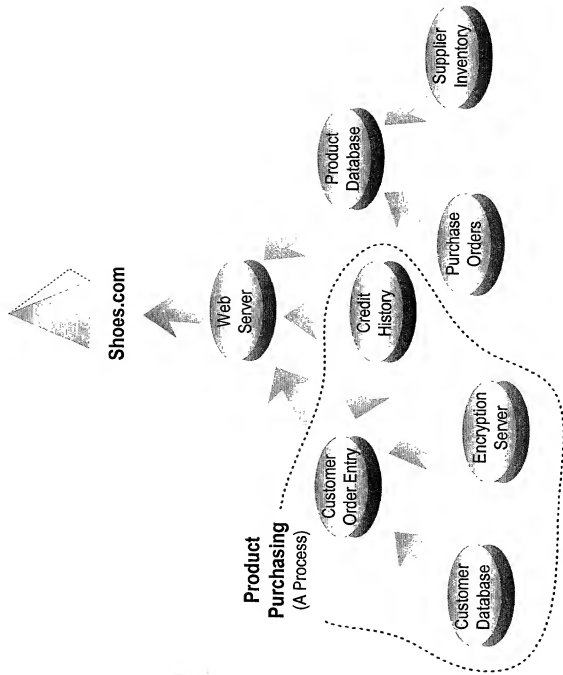 Shoes.com
Web
Server
Product
Purchasing
(A Process)
Customer
Order Entry
Credit
History
Product
Database
Customer
Database
Encryption
Server
Purchase
Orders
Supplier
Inventory